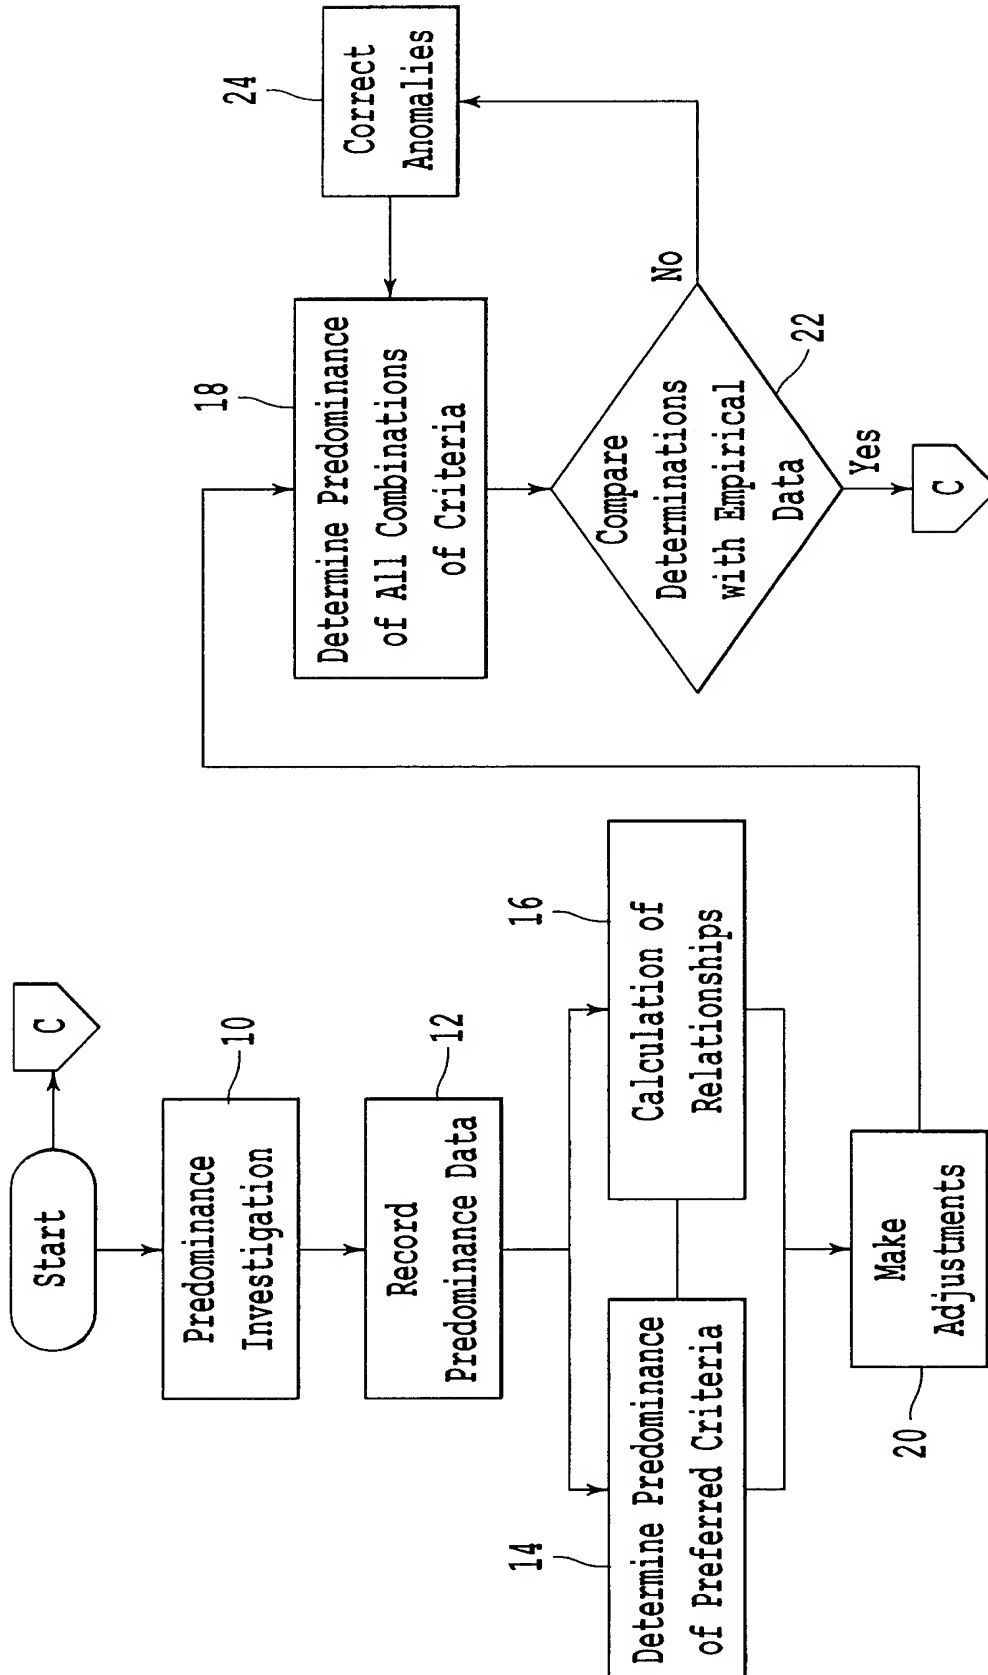 Start
C
Predominance
Investigation
10
Record
Predominance Data
12
14
Determine Predominance
of Preferred Criteria
16
Calculation of
Relationships
Make
Adjustments
20
18
Determine Predominance
of All Combinations
of Criteria
24
Correct
Anomalies
Compare
Determinations
with Empirical
Data
22
No
Yes
C